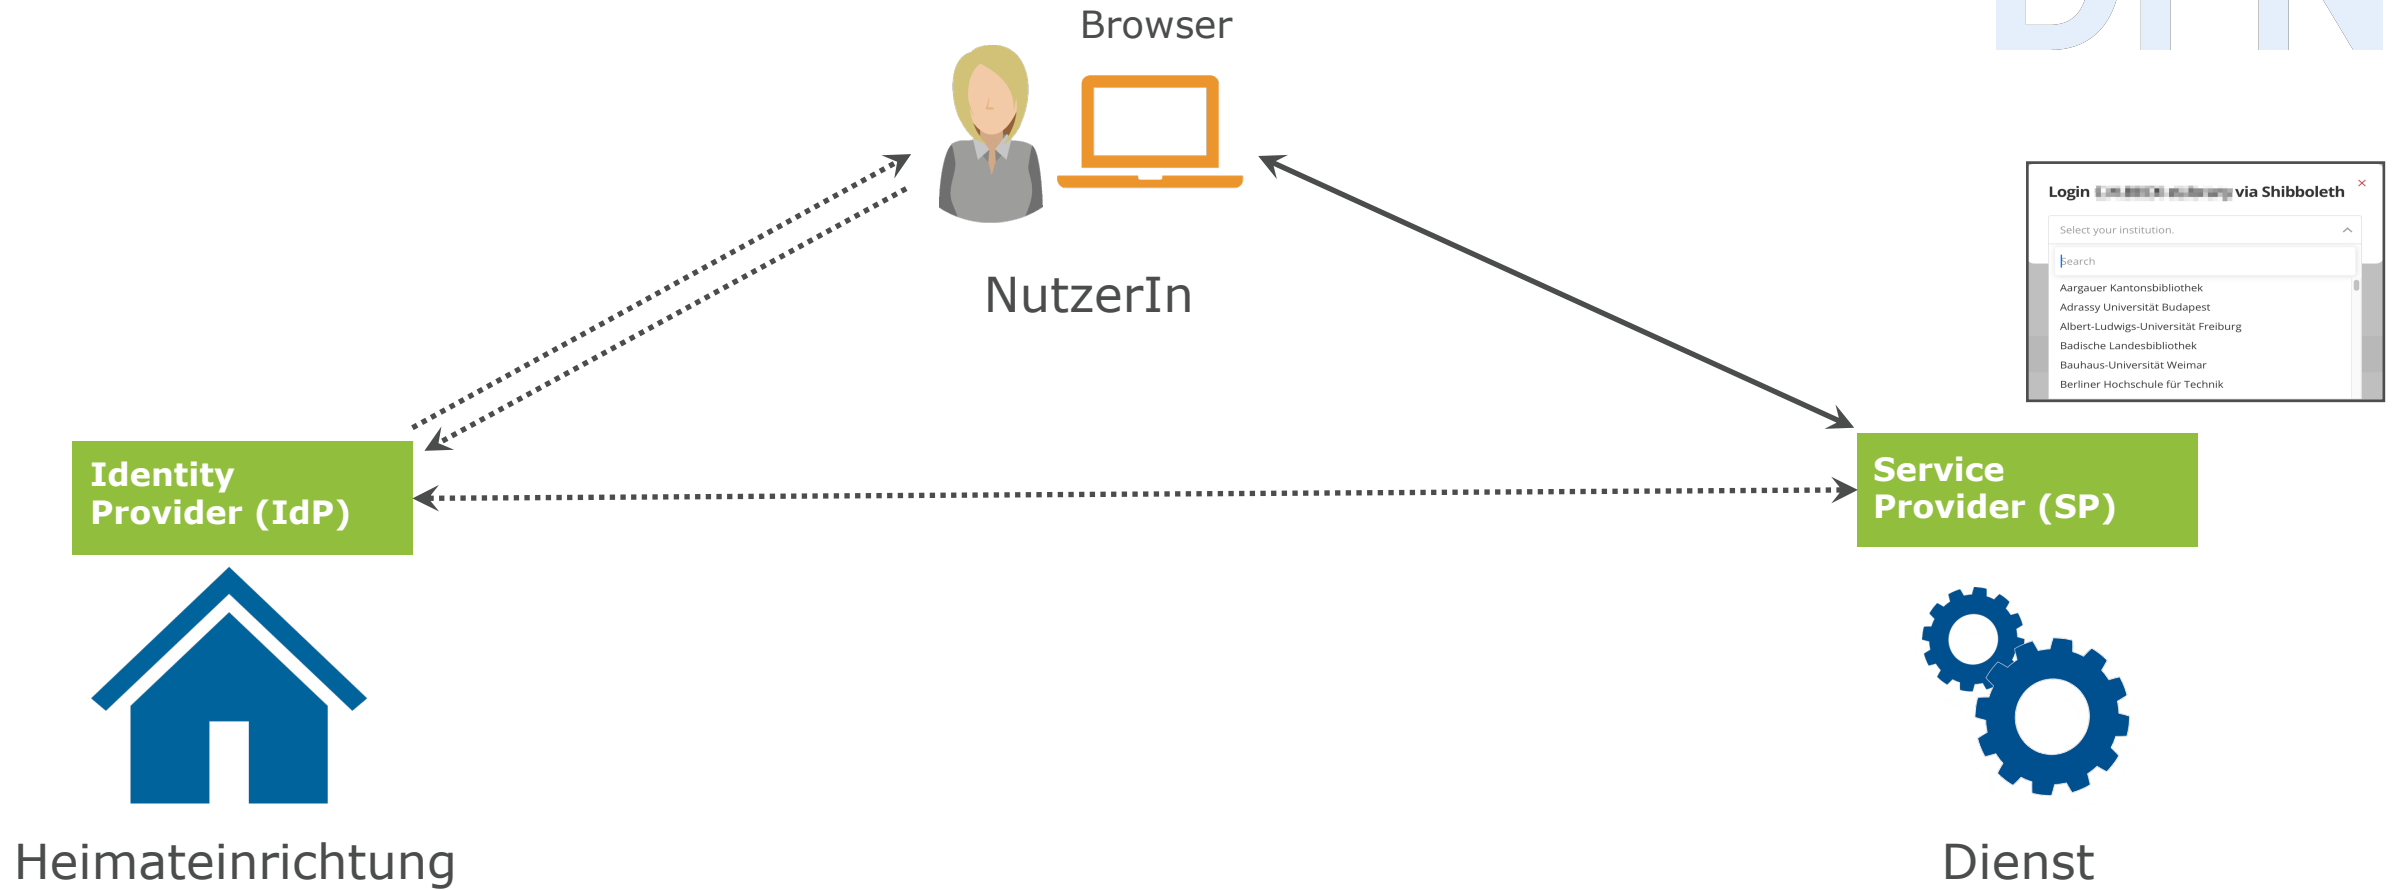 Browser
NutzerIn
Login via Shibboleth
Select your institution.
Search
Aargauer Kantonsbibliothek
Adrassy Universität Budapest
Albert-Ludwigs-Universität Freiburg
Badische Landesbibliothek
Bauhaus-Universität Weimar
Berliner Hochschule für Technik
Identity
Provider (IdP)
Service
Provider (SP)
Heimateinrichtung
Dienst